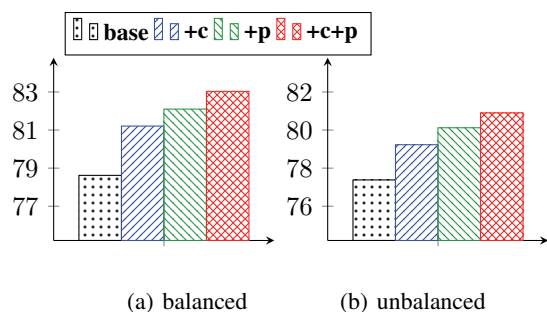 base +c +p +c+p
83
81
79
77
82
80
78
76
(a) balanced
(b) unbalanced